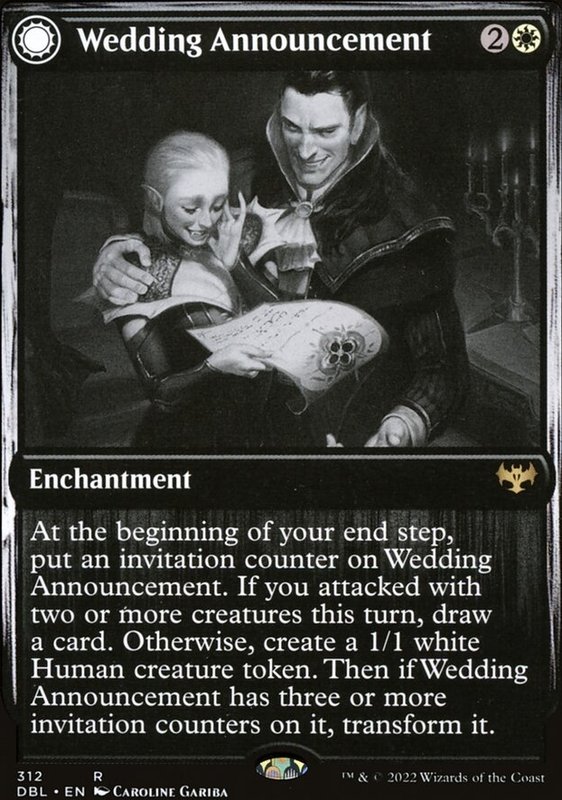 Wedding Announcement 2
Enchantment
At the beginning of your end step,
put an invitation counter on Wedding
Announcement. If you attacked with
two or more creatures this turn, draw
a card. Otherwise, create a 1/1 white
Human creature token. Then if Wedding
Announcement has three or more
invitation counters on it, transform it.
312 R
DBL • EN Caroline Gariba
™ & © 2022 Wizards of the Coast